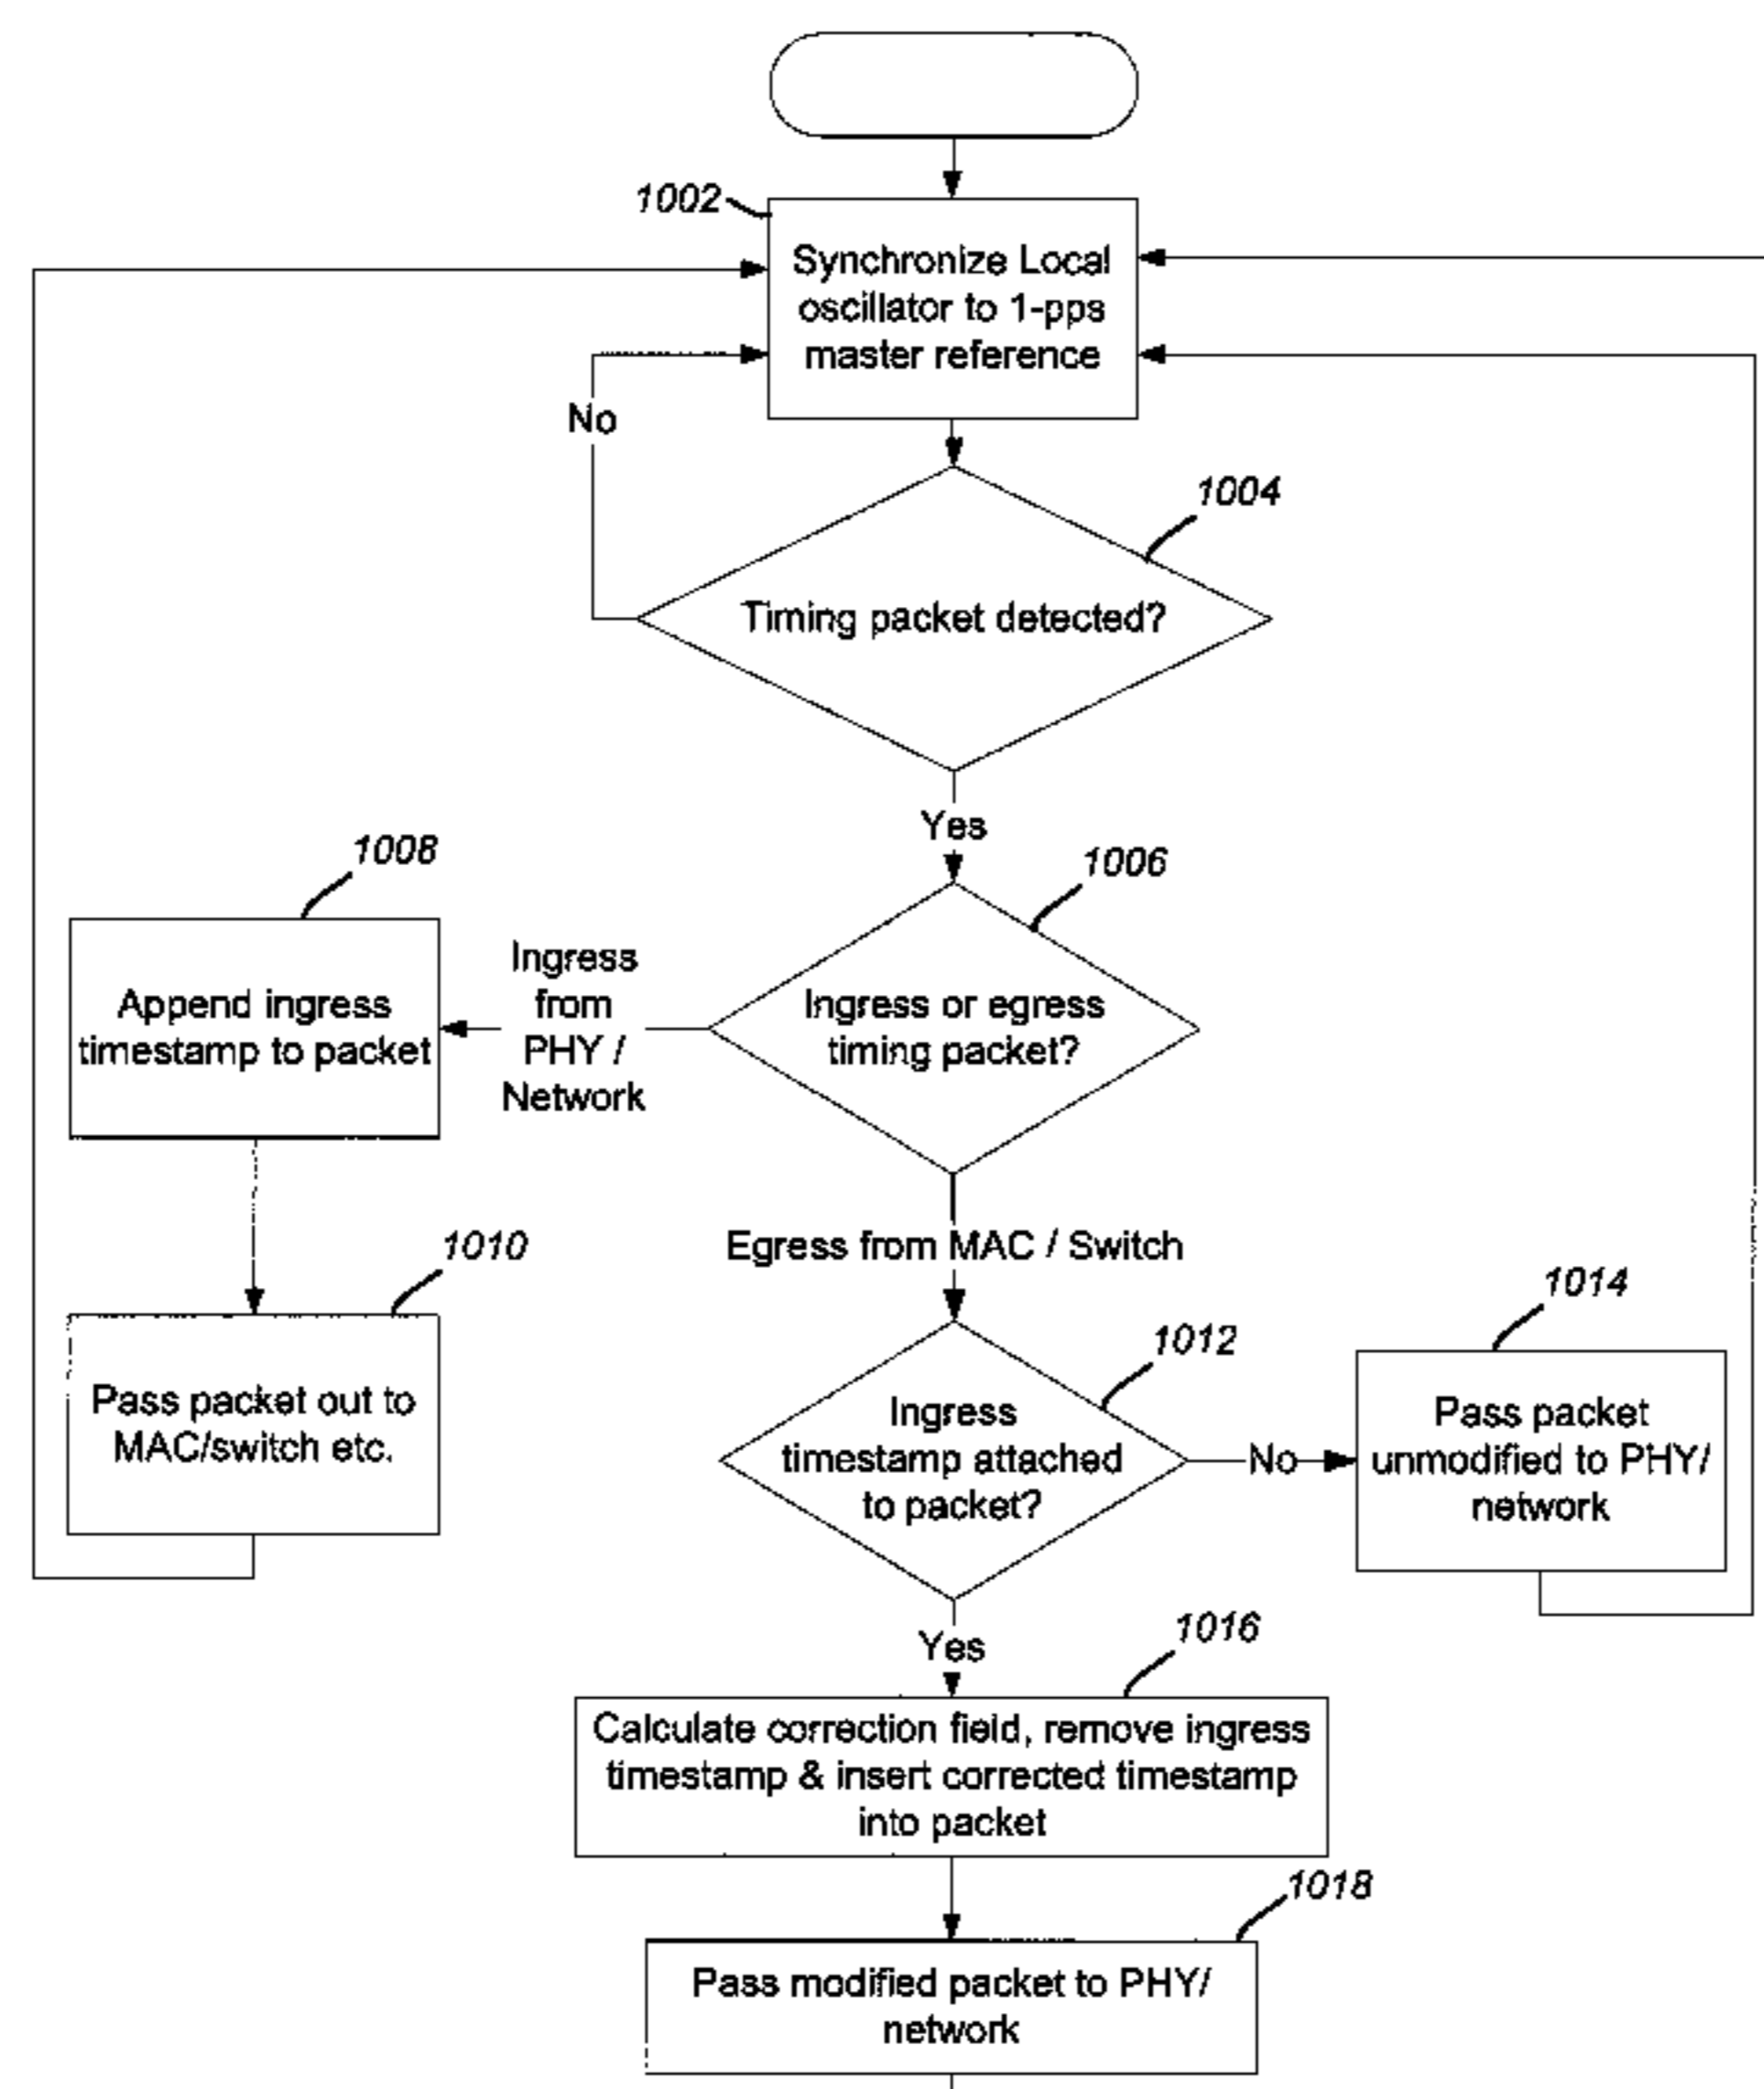 1002
Synchronize Local
oscillator to 1-pps
master reference
No
1004
Timing packet detected?
Yes
1006
1008
Ingress
from
PHY /
Network
Append ingress
timestamp to packet
Ingress or egress
timing packet?
1010
Egress from MAC / Switch
1014
1012
Pass packet out to
MAC/switch etc.
Ingress
timestamp attached
to packet?
No
Pass packet
unmodified to PHY/
network
Yes
1016
Calculate correction field, remove ingress
timestamp & insert corrected timestamp
into packet
1018
Pass modified packet to PHY/
network